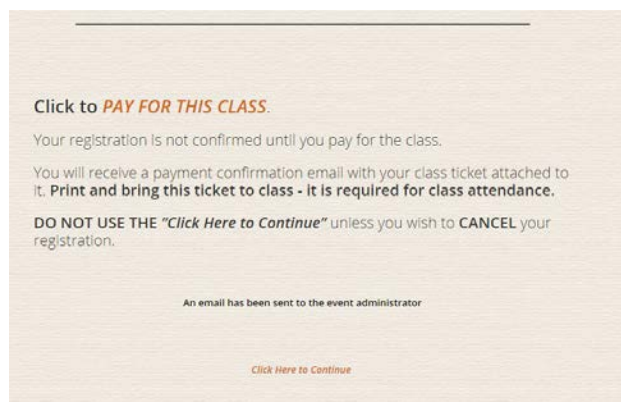 Click to PAY FOR THIS CLASS.
Your registration is not confirmed until you pay for the class.
You will receive a payment confirmation email with your class ticket attached to
it. Print and bring this ticket to class - it is required for class attendance.
DO NOT USE THE "Click Here to Continue" unless you wish to CANCEL your
registration.
An email has been sent to the event administrator
Click Here to Continue